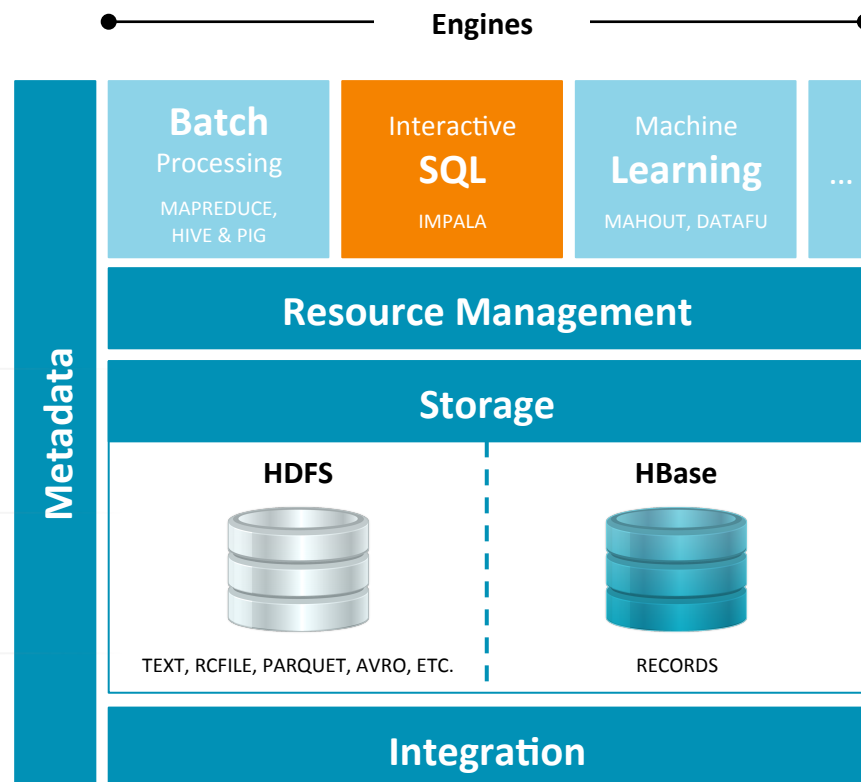 Engines
Metadata
Batch
Processing
MAPREDUCE,
HIVE & PIG
Interactive
SQL
IMPALA
Machine
Learning
MAHOUT, DATAFU
...
Resource Management
Storage
HDFS
TEXT, RCFILE, PARQUET, AVRO, ETC.
HBase
RECORDS
Integration